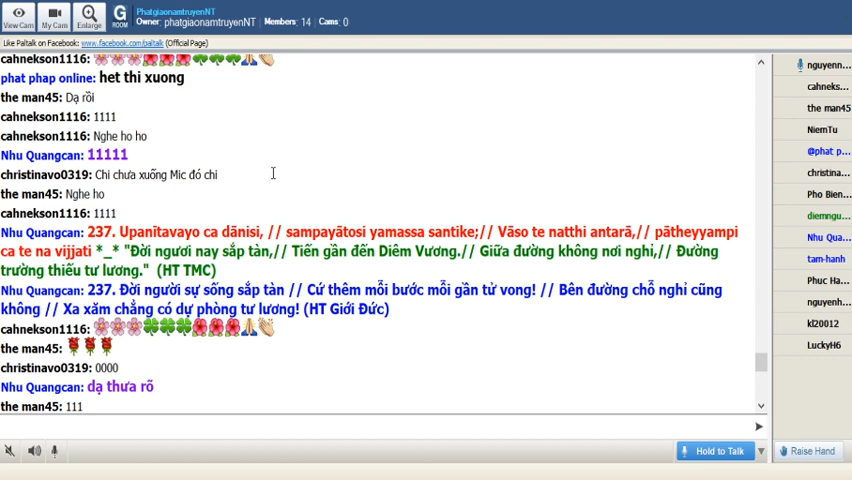 PhatgiaonamtruyenNT
Owner: phatgiaonamtruyenNT Members: 14 Cams: 0
View Cam My Cam Enlarge G ROOM
Like Paltalk on Facebook: www.facebook.com/paltalk (Official Page)
cahnekson1116:
phat phap online: het thi xuong
the man45: Dạ rồi
cahnekson1116: 1111
cahnekson1116: Nghe ho ho
Nhu Quangcan: 11111
christinavo0319: Chi chưa xuống Mic đó chi
the man45: Nghe ho
cahnekson1116: 1111
Nhu Quangcan: 237. Upanītavayo ca dānisi, // sampayātosi yamassa santike;// Vāso te natthi antarā,// pātheyyampi
ca te na vijjati *_* "Đời ngươi nay sắp tàn,// Tiến gần đến Diêm Vương.// Giữa đường không nơi nghỉ,// Đường
trường thiếu tư lương." (HT TMC)
Nhu Quangcan: 237. Đời người sự sống sắp tàn // Cứ thêm mỗi bước mỗi gần tử vong! // Bên đường chỗ nghỉ cũng
không // Xa xăm chẳng có dự phòng tư lương! (HT Giới Đức)
cahnekson1116:
the man45:
christinavo0319: 0000
Nhu Quangcan: dạ thưa rõ
the man45: 111
Hold to Talk
Raise Hand
nguyenn...
cahneks...
the man45
NiemTu
@phat p...
christina...
Pho Bien...
diemngu...
Nhu Qua...
tam-hanh
Phuc Ha...
nguyenh...
kl20012
LuckyH6